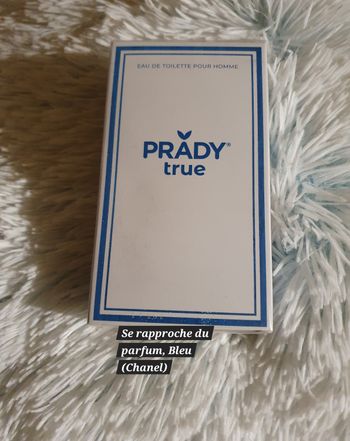 EAU DE TOILETTE POUR HOMME
PRADY®
true
Se rapproche du
parfum, Bleu
(Chanel)